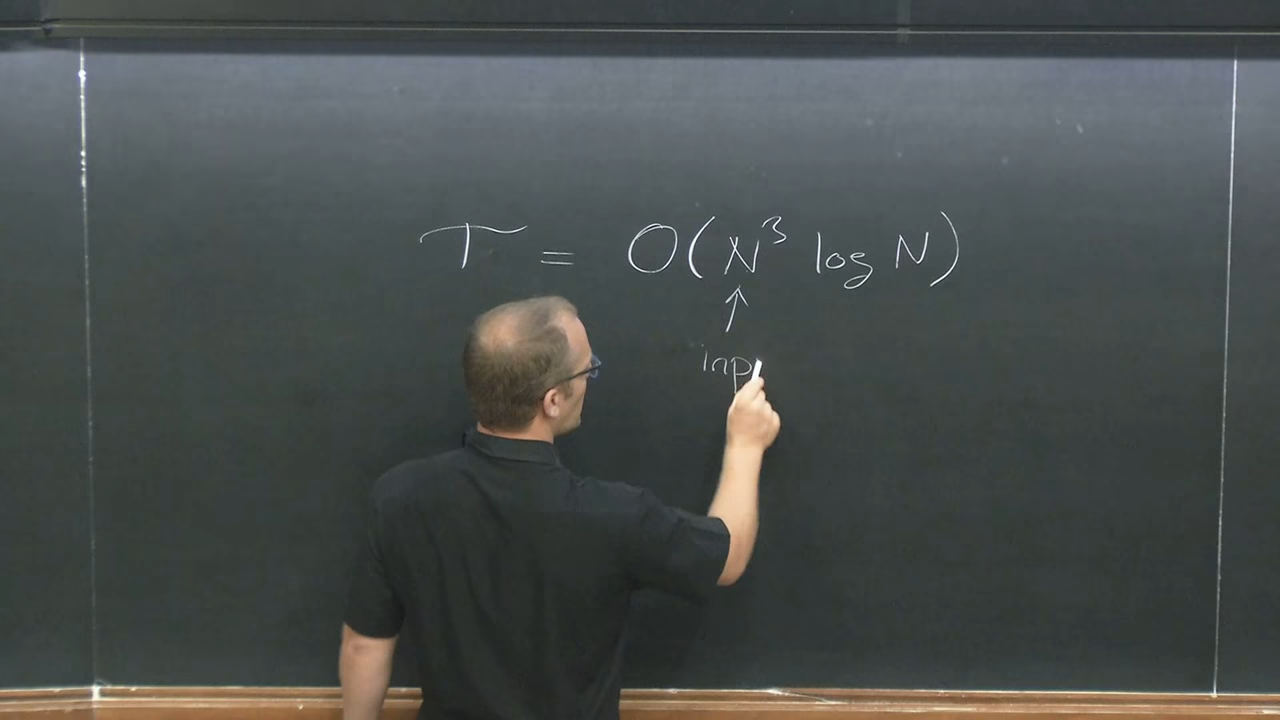 T = O(N³ log N)
↑
inp